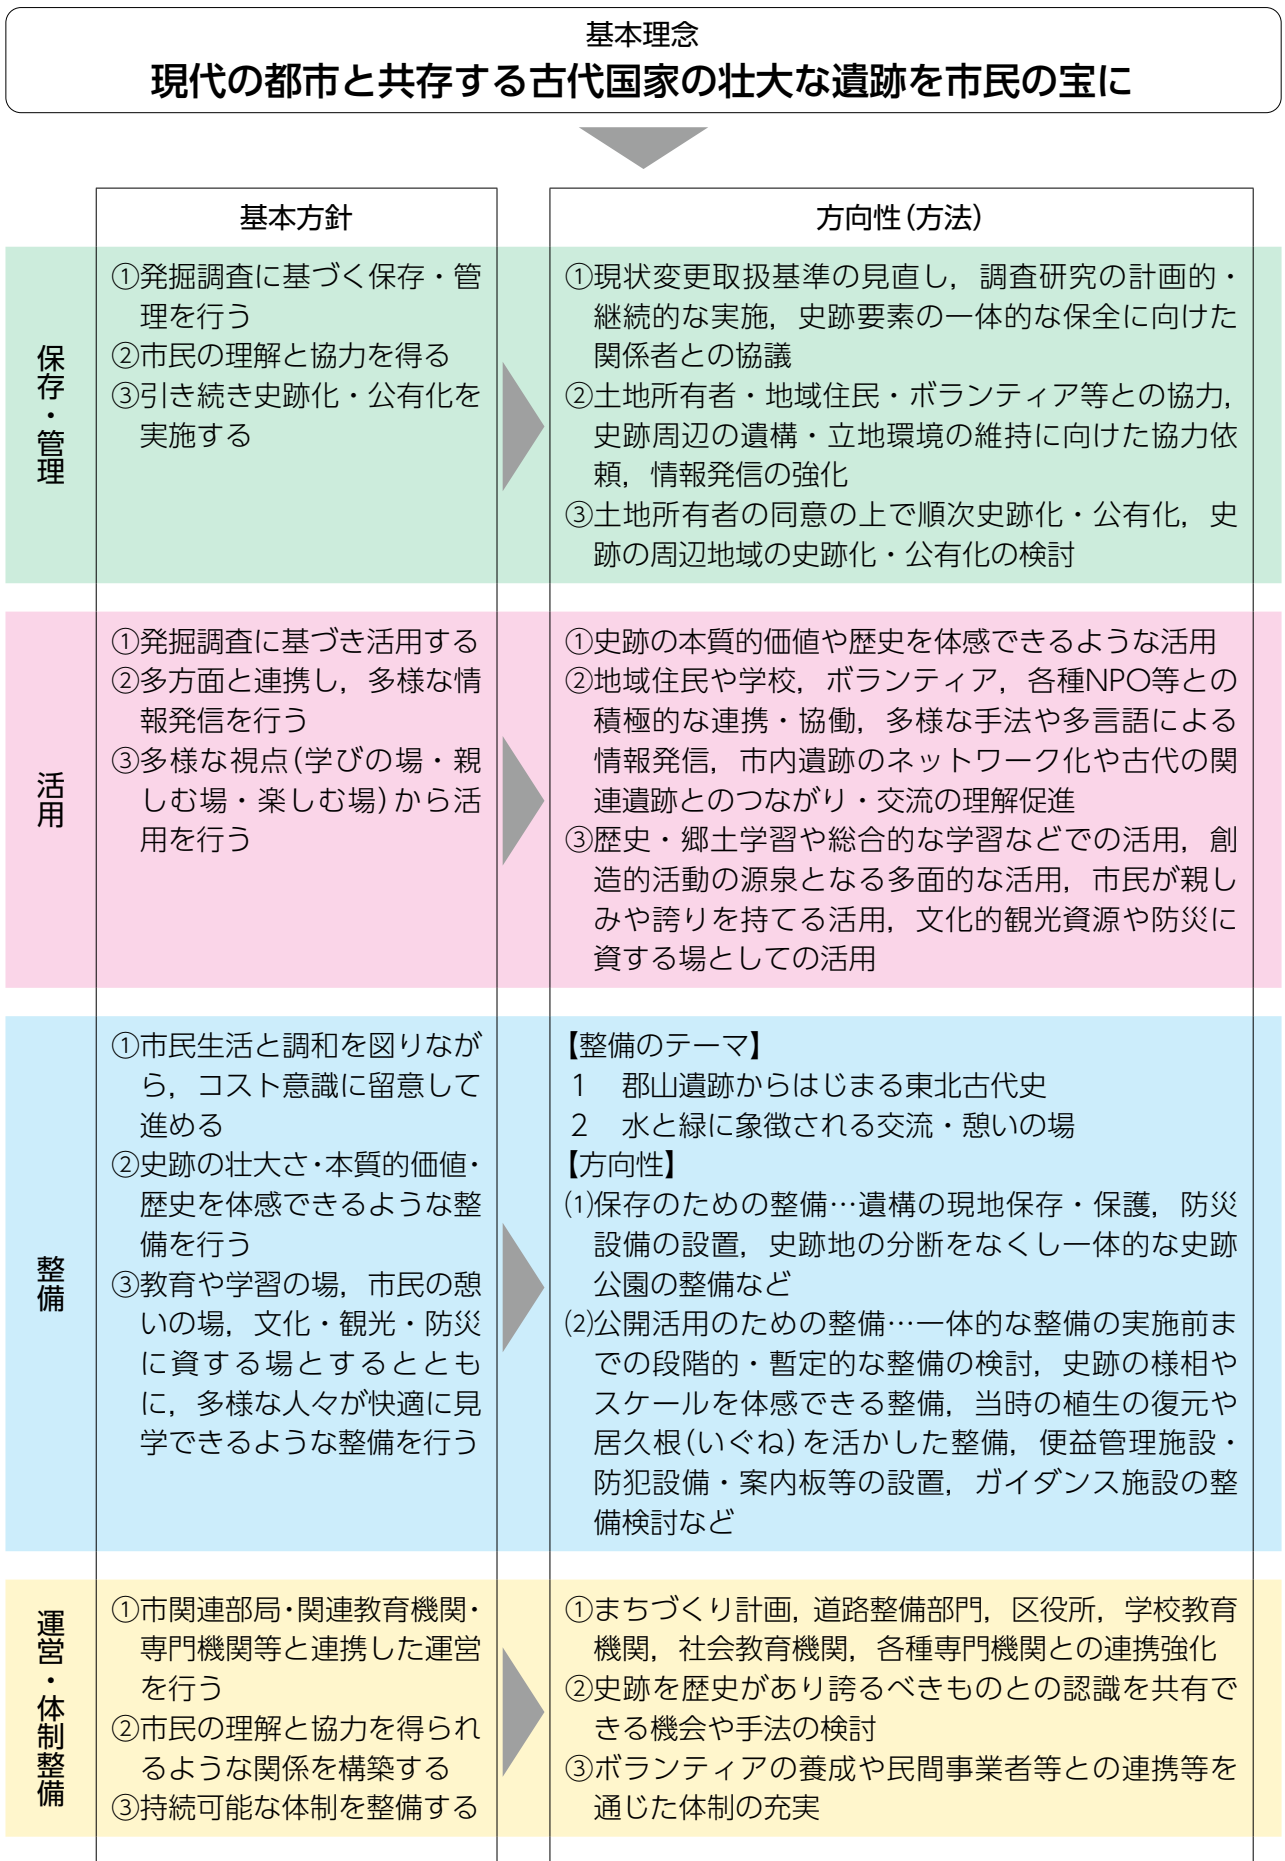 基本理念
現代の都市と共存する古代国家の壮大な遺跡を市民の宝に
基本方針
方向性(方法)
保存・管理
①発掘調査に基づく保存・管
理を行う
②市民の理解と協力を得る
③引き続き史跡化・公有化を
実施する
①現状変更取扱基準の見直し，調査研究の計画的・
継続的な実施，史跡要素の一体的な保全に向けた
関係者との協議
②土地所有者・地域住民・ボランティア等との協力，
史跡周辺の遺構・立地環境の維持に向けた協力依
頼，情報発信の強化
③土地所有者の同意の上で順次史跡化・公有化，史
跡の周辺地域の史跡化・公有化の検討
活用
①発掘調査に基づき活用する
②多方面と連携し，多様な情
報発信を行う
③多様な視点(学びの場・親
しむ場・楽しむ場)から活
用を行う
①史跡の本質的価値や歴史を体感できるような活用
②地域住民や学校，ボランティア，各種NPO等との
積極的な連携・協働，多様な手法や多言語による
情報発信，市内遺跡のネットワーク化や古代の関
連遺跡とのつながり・交流の理解促進
③歴史・郷土学習や総合的な学習などでの活用，創
造的活動の源泉となる多面的な活用，市民が親し
みや誇りを持てる活用，文化的観光資源や防災に
資する場としての活用
整備
①市民生活と調和を図りなが
ら，コスト意識に留意して
進める
②史跡の壮大さ・本質的価値・
歴史を体感できるような整
備を行う
③教育や学習の場，市民の憩
いの場，文化・観光・防災
に資する場とするととも
に，多様な人々が快適に見
学できるような整備を行う
【整備のテーマ】
1　郡山遺跡からはじまる東北古代史
2　水と緑に象徴される交流・憩いの場
【方向性】
⑴保存のための整備…遺構の現地保存・保護，防災
設備の設置，史跡地の分断をなくし一体的な史跡
公園の整備など
⑵公開活用のための整備…一体的な整備の実施前ま
での段階的・暫定的な整備の検討，史跡の様相や
スケールを体感できる整備，当時の植生の復元や
居久根(いぐね)を活かした整備，便益管理施設・
防犯設備・案内板等の設置，ガイダンス施設の整
備検討など
運営・体制整備
①市関連部局・関連教育機関・
専門機関等と連携した運営
を行う
②市民の理解と協力を得られ
るような関係を構築する
③持続可能な体制を整備する
①まちづくり計画，道路整備部門，区役所，学校教育
機関，社会教育機関，各種専門機関との連携強化
②史跡を歴史があり誇るべきものとの認識を共有で
きる機会や手法の検討
③ボランティアの養成や民間事業者等との連携等を
通じた体制の充実